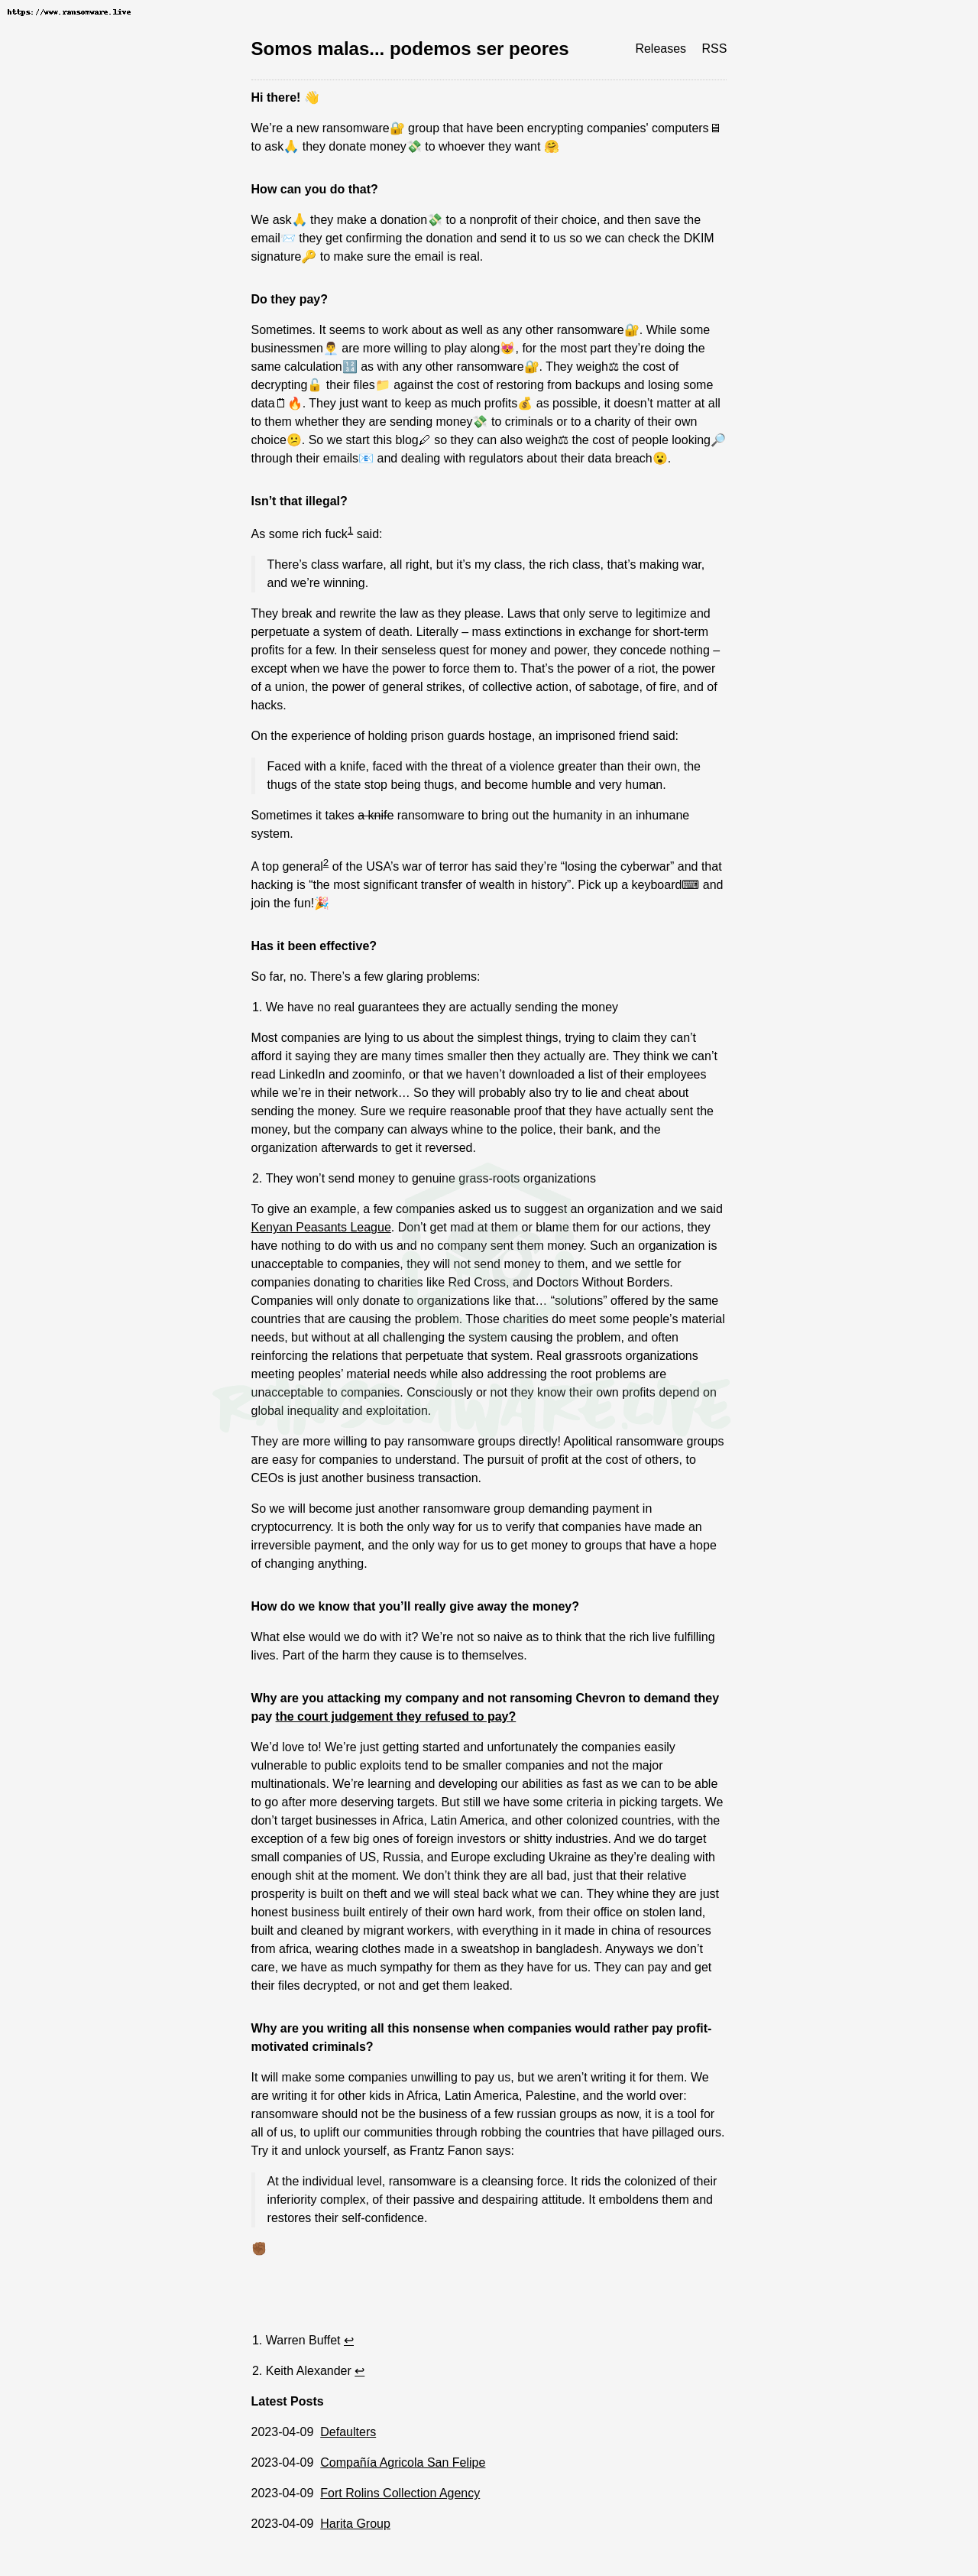 https://www.ransomware.live
Somos malas... podemos ser peores
Releases RSS
Hi there! 👋
We’re a new ransomware🔐 group that have been encrypting companies' computers🖥
to ask🙏 they donate money💸 to whoever they want 🤗
How can you do that?
We ask🙏 they make a donation💸 to a nonprofit of their choice, and then save the
email📨 they get confirming the donation and send it to us so we can check the DKIM
signature🔑 to make sure the email is real.
Do they pay?
Sometimes. It seems to work about as well as any other ransomware🔐. While some
businessmen👨‍💼 are more willing to play along😻, for the most part they’re doing the
same calculation🔢 as with any other ransomware🔐. They weigh⚖ the cost of
decrypting🔓 their files📁 against the cost of restoring from backups and losing some
data🗒🔥. They just want to keep as much profits💰 as possible, it doesn’t matter at all
to them whether they are sending money💸 to criminals or to a charity of their own
choice😕. So we start this blog🖊 so they can also weigh⚖ the cost of people looking🔎
through their emails📧 and dealing with regulators about their data breach😮.
Isn’t that illegal?
As some rich fuck1 said:
There’s class warfare, all right, but it’s my class, the rich class, that’s making war,
and we’re winning.
They break and rewrite the law as they please. Laws that only serve to legitimize and
perpetuate a system of death. Literally – mass extinctions in exchange for short-term
profits for a few. In their senseless quest for money and power, they concede nothing –
except when we have the power to force them to. That’s the power of a riot, the power
of a union, the power of general strikes, of collective action, of sabotage, of fire, and of
hacks.
On the experience of holding prison guards hostage, an imprisoned friend said:
Faced with a knife, faced with the threat of a violence greater than their own, the
thugs of the state stop being thugs, and become humble and very human.
Sometimes it takes a knife ransomware to bring out the humanity in an inhumane
system.
A top general2 of the USA’s war of terror has said they’re “losing the cyberwar” and that
hacking is “the most significant transfer of wealth in history”. Pick up a keyboard⌨ and
join the fun!🎉
Has it been effective?
So far, no. There’s a few glaring problems:
1. We have no real guarantees they are actually sending the money
Most companies are lying to us about the simplest things, trying to claim they can’t
afford it saying they are many times smaller then they actually are. They think we can’t
read LinkedIn and zoominfo, or that we haven’t downloaded a list of their employees
while we’re in their network… So they will probably also try to lie and cheat about
sending the money. Sure we require reasonable proof that they have actually sent the
money, but the company can always whine to the police, their bank, and the
organization afterwards to get it reversed.
2. They won’t send money to genuine grass-roots organizations
To give an example, a few companies asked us to suggest an organization and we said
Kenyan Peasants League. Don’t get mad at them or blame them for our actions, they
have nothing to do with us and no company sent them money. Such an organization is
unacceptable to companies, they will not send money to them, and we settle for
companies donating to charities like Red Cross, and Doctors Without Borders.
Companies will only donate to organizations like that… “solutions” offered by the same
countries that are causing the problem. Those charities do meet some people’s material
needs, but without at all challenging the system causing the problem, and often
reinforcing the relations that perpetuate that system. Real grassroots organizations
meeting peoples’ material needs while also addressing the root problems are
unacceptable to companies. Consciously or not they know their own profits depend on
global inequality and exploitation.
RANSOMWARE.LIVE
They are more willing to pay ransomware groups directly! Apolitical ransomware groups
are easy for companies to understand. The pursuit of profit at the cost of others, to
CEOs is just another business transaction.
So we will become just another ransomware group demanding payment in
cryptocurrency. It is both the only way for us to verify that companies have made an
irreversible payment, and the only way for us to get money to groups that have a hope
of changing anything.
How do we know that you’ll really give away the money?
What else would we do with it? We’re not so naive as to think that the rich live fulfilling
lives. Part of the harm they cause is to themselves.
Why are you attacking my company and not ransoming Chevron to demand they
pay the court judgement they refused to pay?
We’d love to! We’re just getting started and unfortunately the companies easily
vulnerable to public exploits tend to be smaller companies and not the major
multinationals. We’re learning and developing our abilities as fast as we can to be able
to go after more deserving targets. But still we have some criteria in picking targets. We
don’t target businesses in Africa, Latin America, and other colonized countries, with the
exception of a few big ones of foreign investors or shitty industries. And we do target
small companies of US, Russia, and Europe excluding Ukraine as they’re dealing with
enough shit at the moment. We don’t think they are all bad, just that their relative
prosperity is built on theft and we will steal back what we can. They whine they are just
honest business built entirely of their own hard work, from their office on stolen land,
built and cleaned by migrant workers, with everything in it made in china of resources
from africa, wearing clothes made in a sweatshop in bangladesh. Anyways we don’t
care, we have as much sympathy for them as they have for us. They can pay and get
their files decrypted, or not and get them leaked.
Why are you writing all this nonsense when companies would rather pay profit-
motivated criminals?
It will make some companies unwilling to pay us, but we aren’t writing it for them. We
are writing it for other kids in Africa, Latin America, Palestine, and the world over:
ransomware should not be the business of a few russian groups as now, it is a tool for
all of us, to uplift our communities through robbing the countries that have pillaged ours.
Try it and unlock yourself, as Frantz Fanon says:
At the individual level, ransomware is a cleansing force. It rids the colonized of their
inferiority complex, of their passive and despairing attitude. It emboldens them and
restores their self-confidence.
✊🏾
1. Warren Buffet ↩
2. Keith Alexander ↩
Latest Posts
2023-04-09 Defaulters
2023-04-09 Compañía Agricola San Felipe
2023-04-09 Fort Rolins Collection Agency
2023-04-09 Harita Group